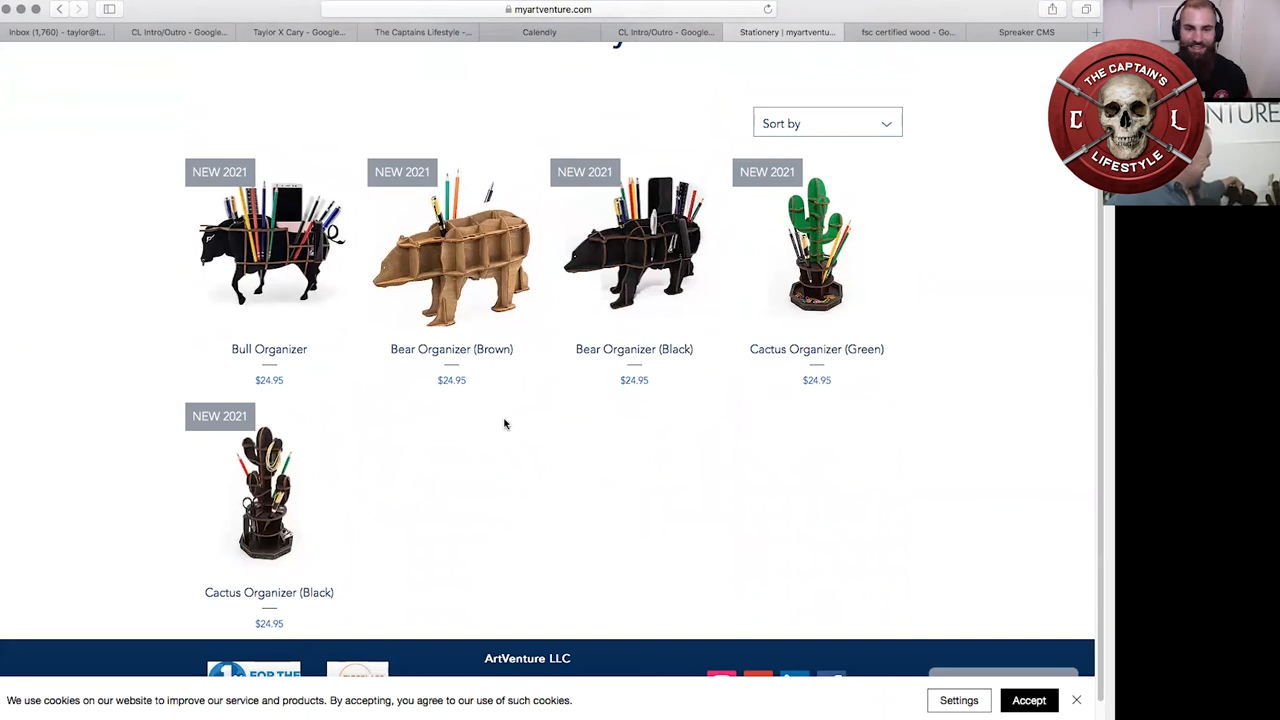 myartventure.com
Inbox (1,760) - taylor@t...
CL Intro/Outro - Google...
Taylor X Cary - Google...
The Captains Lifestyle -...
Calendly
CL Intro/Outro - Google...
Stationery | myartventu...
fsc certified wood - Go...
Spreaker CMS
THE CAPTAIN'S
C L
LIFESTYLE
NTURE
Sort by
NEW 2021
NEW 2021
NEW 2021
NEW 2021
Bull Organizer
Bear Organizer (Brown)
Bear Organizer (Black)
Cactus Organizer (Green)
$24.95
$24.95
$24.95
$24.95
NEW 2021
Cactus Organizer (Black)
$24.95
ArtVenture LLC
FOR THE
We use cookies on our website to improve our service and products. By accepting, you agree to our use of such cookies.
Settings
Accept